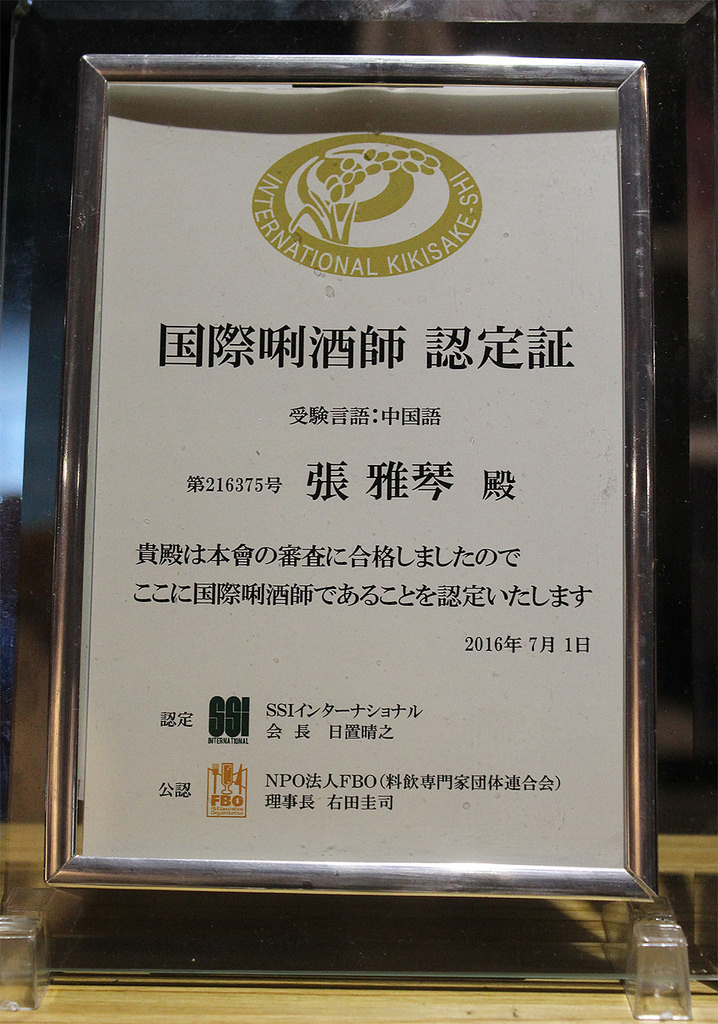 INTERNATIONAL KIKISAKE-SHI
国際唎酒師 認定証
受験言語：中国語
第216375号 張 雅琴 殿
貴殿は本會の審査に合格しましたので
ここに国際唎酒師であることを認定いたします
2016年 7月 1日
認定 SSI INTERNATIONAL SSIインターナショナル
会 長 日置晴之
公認 FBO NPO法人FBO（料飲専門家団体連合会）
理事長 右田圭司